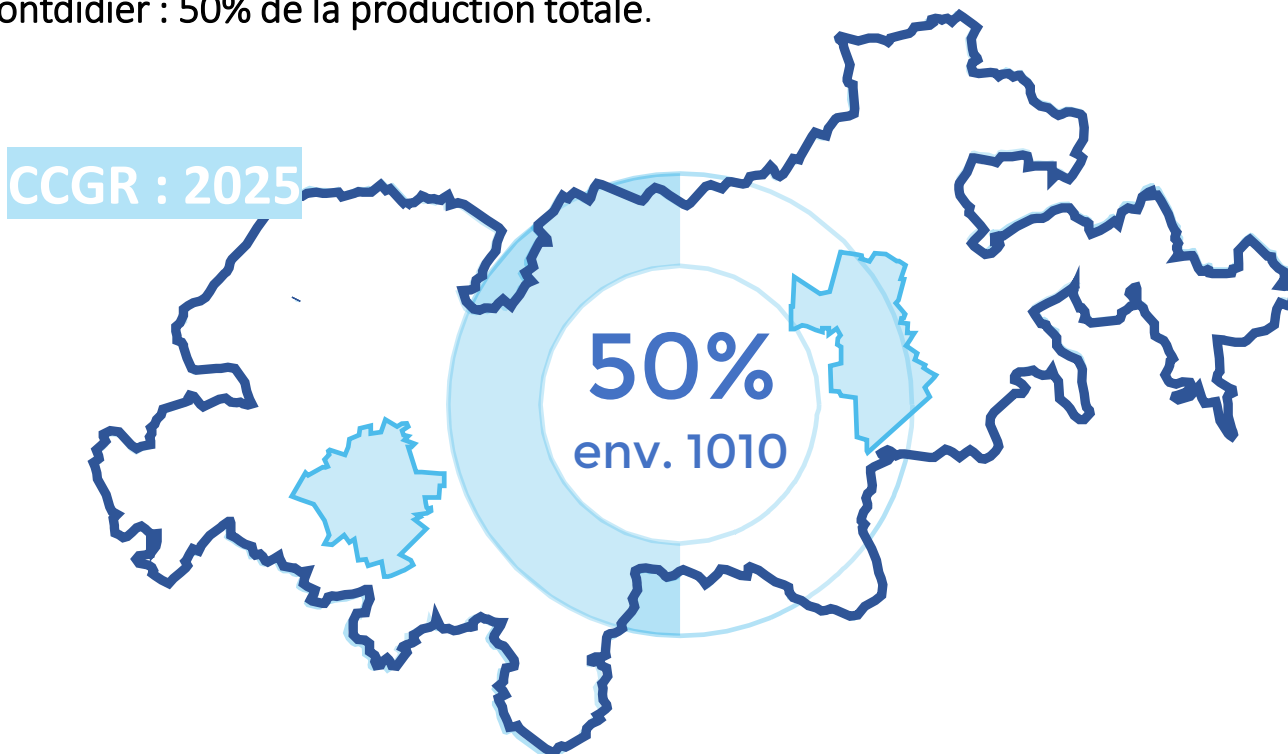 ontdidier : 50% de la production totale.
CCGR : 2025
50%
env. 1010